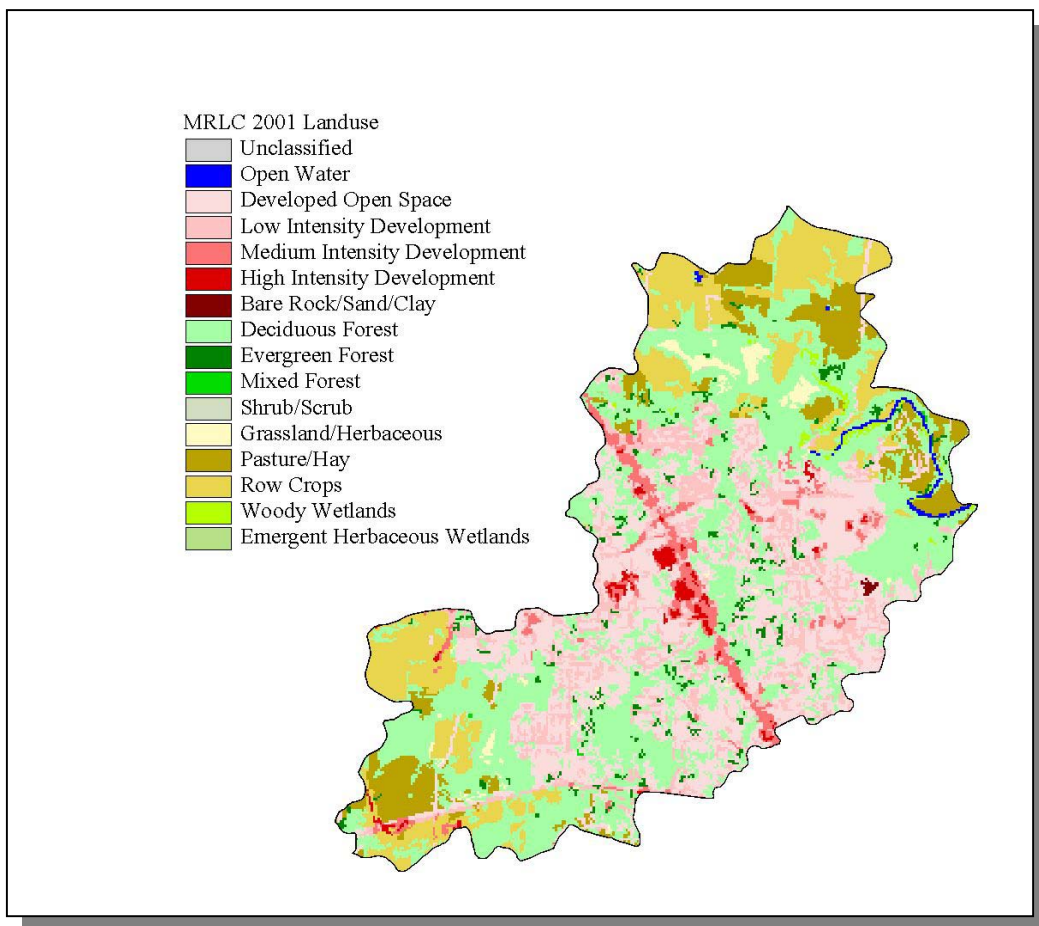 MRLC 2001 Landuse
Unclassified
Open Water
Developed Open Space
Low Intensity Development
Medium Intensity Development
High Intensity Development
Bare Rock/Sand/Clay
Deciduous Forest
Evergreen Forest
Mixed Forest
Shrub/Scrub
Grassland/Herbaceous
Pasture/Hay
Row Crops
Woody Wetlands
Emergent Herbaceous Wetlands